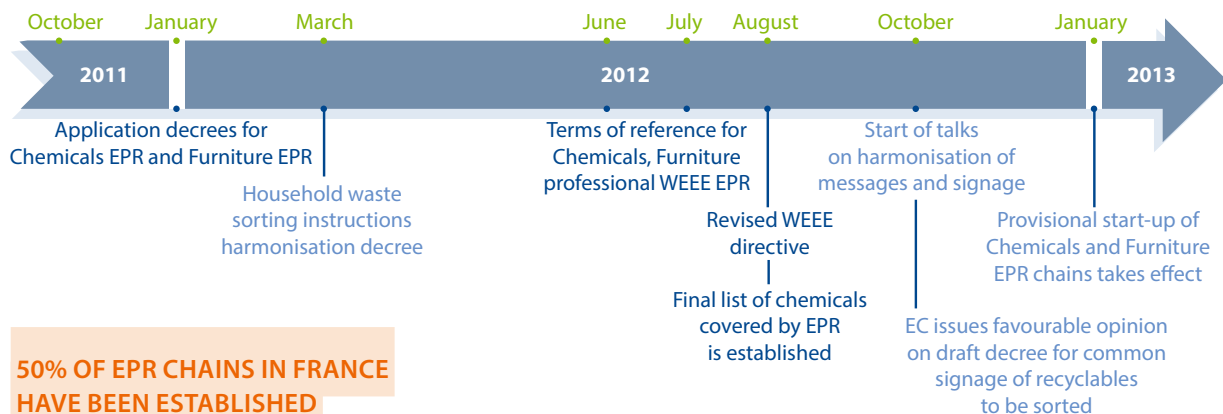 October
January
March
June
July
August
October
January
2011
2012
2013
Application decrees for
Chemicals EPR and Furniture EPR
Household waste
sorting instructions
harmonisation decree
Terms of reference for
Chemicals, Furniture
professional WEEE EPR
Revised WEEE
directive
Final list of chemicals
covered by EPR
is established
Start of talks
on harmonisation of
messages and signage
EC issues favourable opinion
on draft decree for common
signage of recyclables
to be sorted
Provisional start-up of
Chemicals and Furniture
EPR chains takes effect
50% OF EPR CHAINS IN FRANCE
HAVE BEEN ESTABLISHED